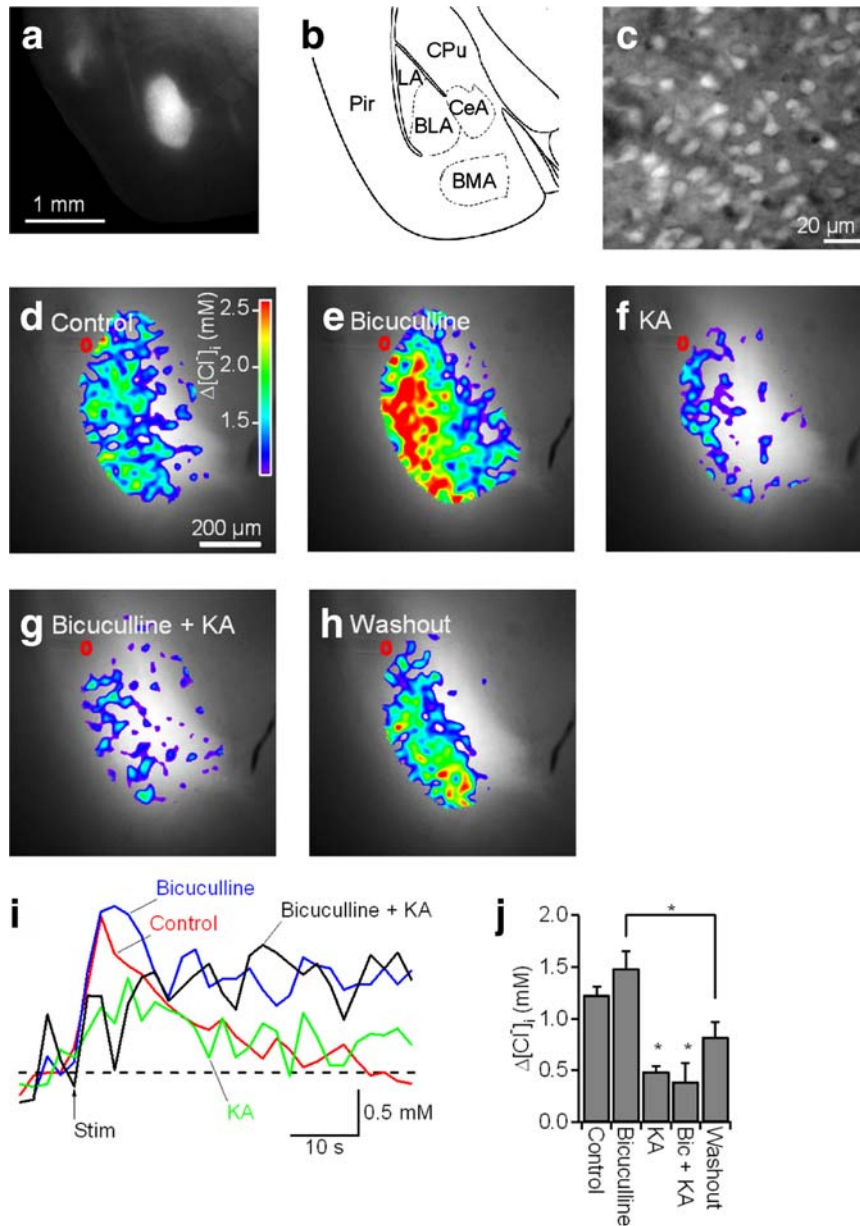 a
1 mm
b
CPu
LA
Pir
CeA
BLA
BMA
c
20 µm
d Control
2.5
2.0
1.5
Δ[Cl-]i (mM)
200 µm
e Bicuculline
f KA
g Bicuculline + KA
h Washout
i
Bicuculline
Control
Bicuculline + KA
KA
Stim
0.5 mM
10 s
j
*
2.0
1.5
1.0
0.5
0.0
Δ[Cl-]i (mM)
* *
Control
Bicuculline
KA
Bic + KA
Washout